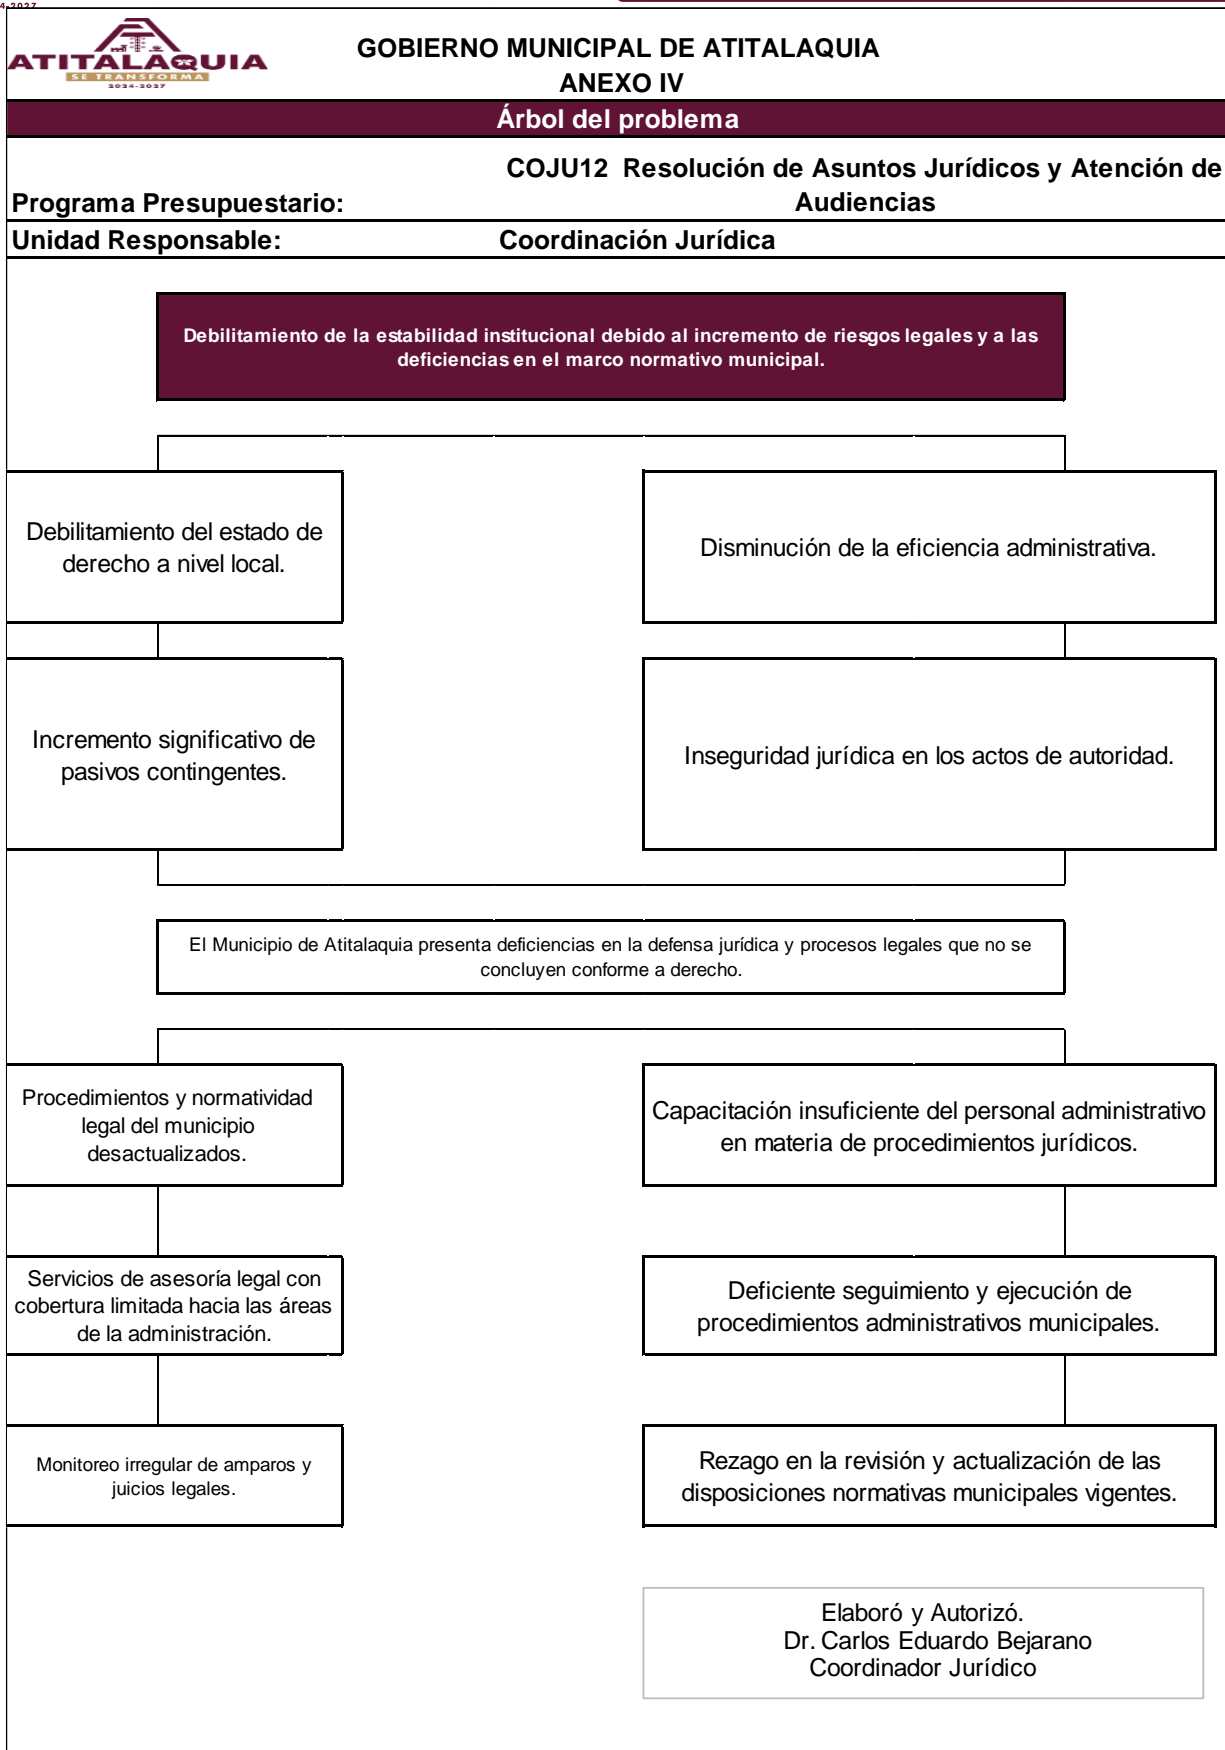 4-2027
ATITALAQUIA
SE TRANSFORMA
2024-2027
GOBIERNO MUNICIPAL DE ATITALAQUIA
ANEXO IV
Árbol del problema
Programa Presupuestario:
COJU12 Resolución de Asuntos Jurídicos y Atención de
Audiencias
Unidad Responsable:
Coordinación Jurídica
Debilitamiento de la estabilidad institucional debido al incremento de riesgos legales y a las
deficiencias en el marco normativo municipal.
Debilitamiento del estado de
derecho a nivel local.
Disminución de la eficiencia administrativa.
Incremento significativo de
pasivos contingentes.
Inseguridad jurídica en los actos de autoridad.
El Municipio de Atitalaquia presenta deficiencias en la defensa jurídica y procesos legales que no se
concluyen conforme a derecho.
Procedimientos y normatividad
legal del municipio
desactualizados.
Capacitación insuficiente del personal administrativo
en materia de procedimientos jurídicos.
Servicios de asesoría legal con
cobertura limitada hacia las áreas
de la administración.
Deficiente seguimiento y ejecución de
procedimientos administrativos municipales.
Monitoreo irregular de amparos y
juicios legales.
Rezago en la revisión y actualización de las
disposiciones normativas municipales vigentes.
Elaboró y Autorizó.
Dr. Carlos Eduardo Bejarano
Coordinador Jurídico